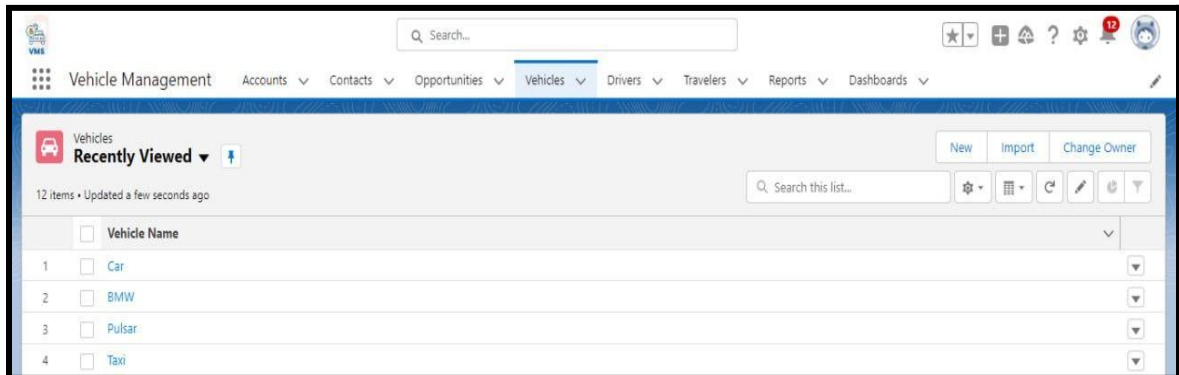 VMS
Search...
12
Vehicle Management Accounts Contacts Opportunities Vehicles Drivers Travelers Reports Dashboards
Vehicles
Recently Viewed
New Import Change Owner
12 items • Updated a few seconds ago
Search this list...
Vehicle Name
1 Car
2 BMW
3 Pulsar
4 Taxi